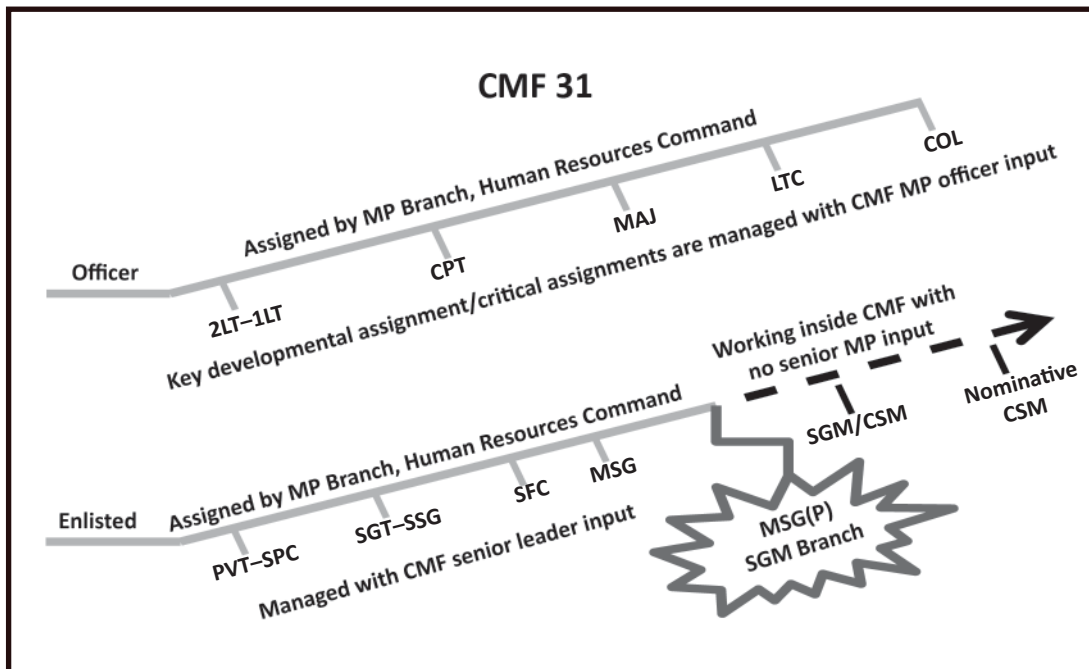 CMF 31
Assigned by MP Branch, Human Resources Command
Officer
2LT–1LT
CPT
MAJ
LTC
COL
Key developmental assignment/critical assignments are managed with CMF MP officer input
Working inside CMF with
no senior MP input
Assigned by MP Branch, Human Resources Command
Enlisted
PVT–SPC
SGT–SSG
SFC
MSG
SGM/CSM
Nominative
CSM
Managed with CMF senior leader input
MSG(P)
SGM Branch